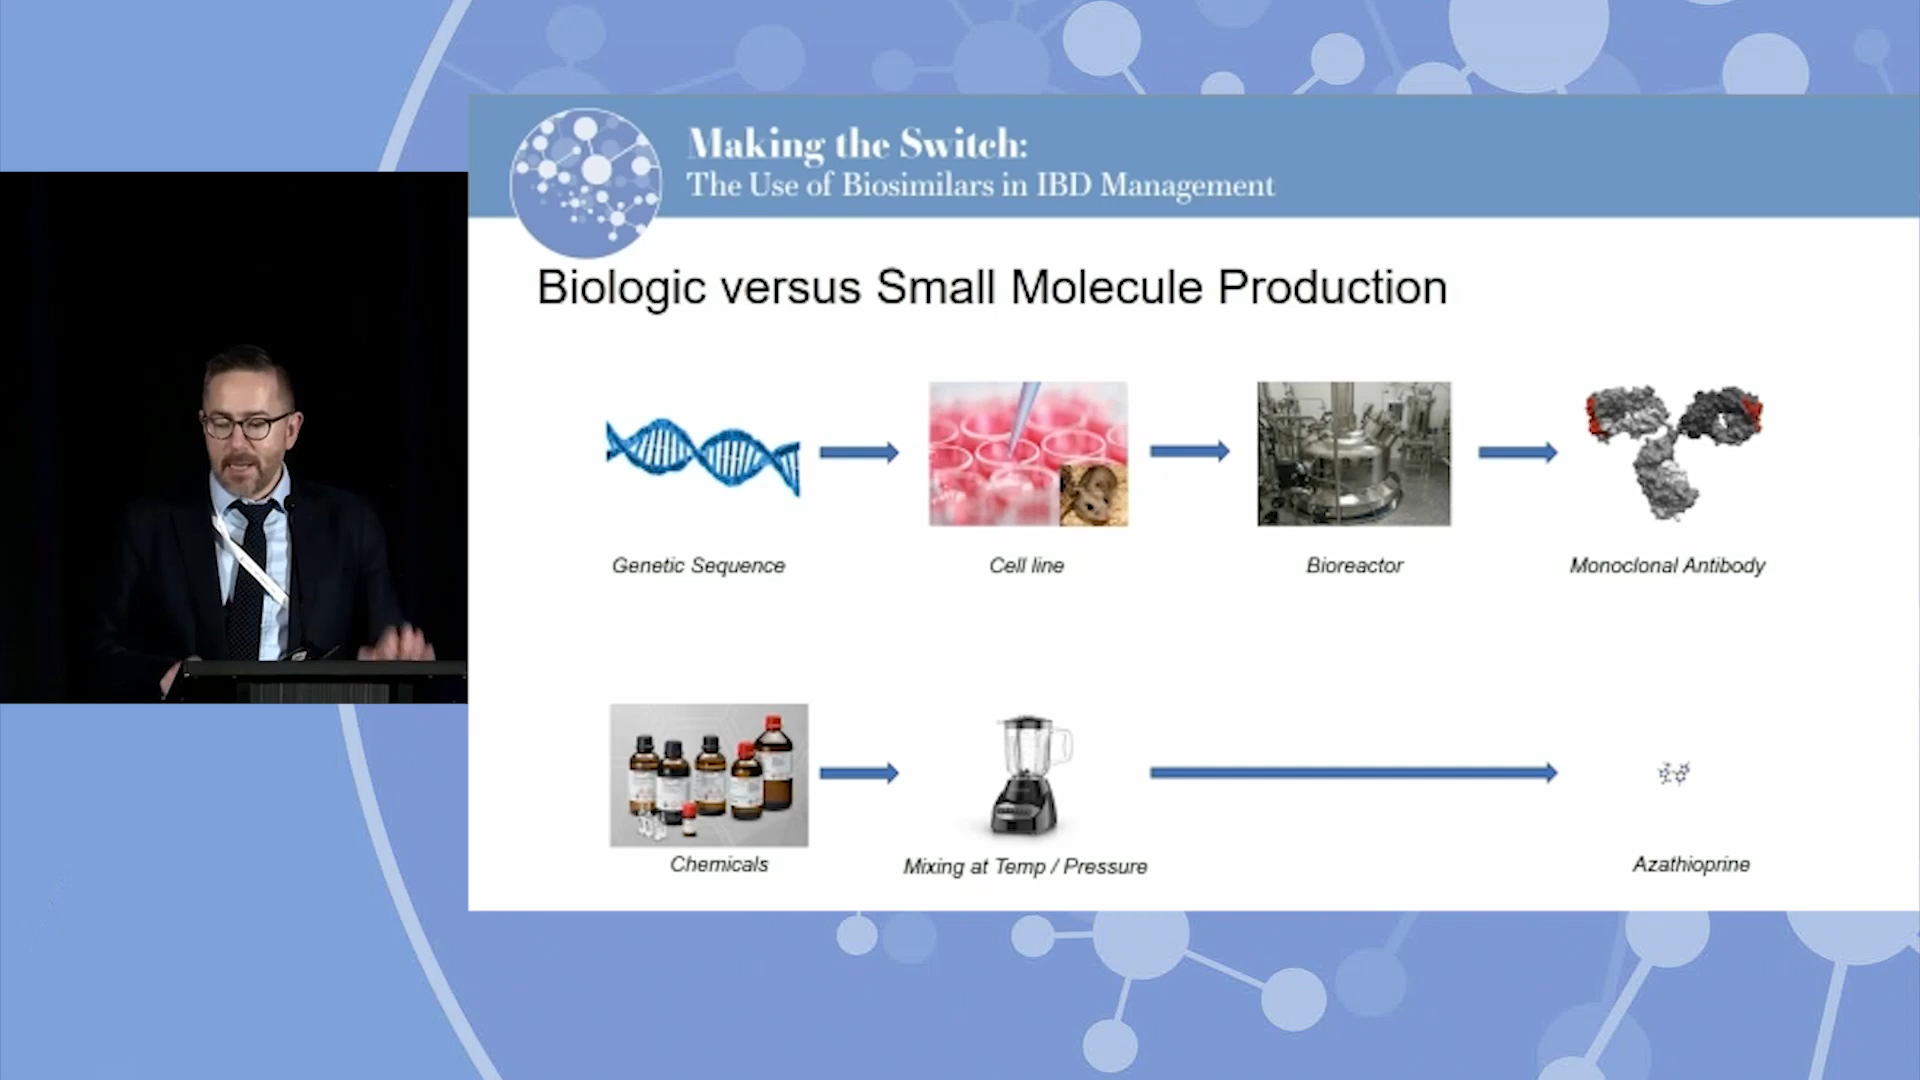 Making the Switch:
The Use of Biosimilars in IBD Management
Biologic versus Small Molecule Production
Genetic Sequence
Cell line
Bioreactor
Monoclonal Antibody
Chemicals
Mixing at Temp / Pressure
Azathioprine